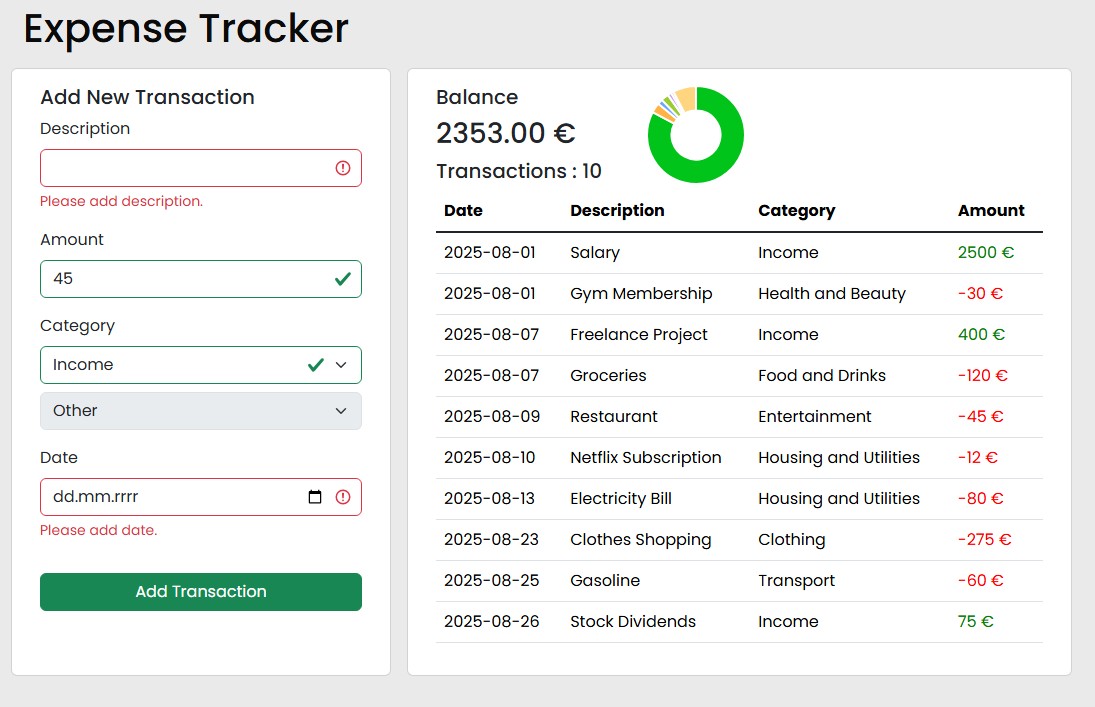 Expense Tracker
Add New Transaction
Description
Please add description.
Amount
45
Category
Income
Other
Date
dd.mm.rrrr
Please add date.
Add Transaction
Balance
2353.00 €
Transactions : 10
Date Description Category Amount
2025-08-01 Salary Income 2500 €
2025-08-01 Gym Membership Health and Beauty -30 €
2025-08-07 Freelance Project Income 400 €
2025-08-07 Groceries Food and Drinks -120 €
2025-08-09 Restaurant Entertainment -45 €
2025-08-10 Netflix Subscription Housing and Utilities -12 €
2025-08-13 Electricity Bill Housing and Utilities -80 €
2025-08-23 Clothes Shopping Clothing -275 €
2025-08-25 Gasoline Transport -60 €
2025-08-26 Stock Dividends Income 75 €